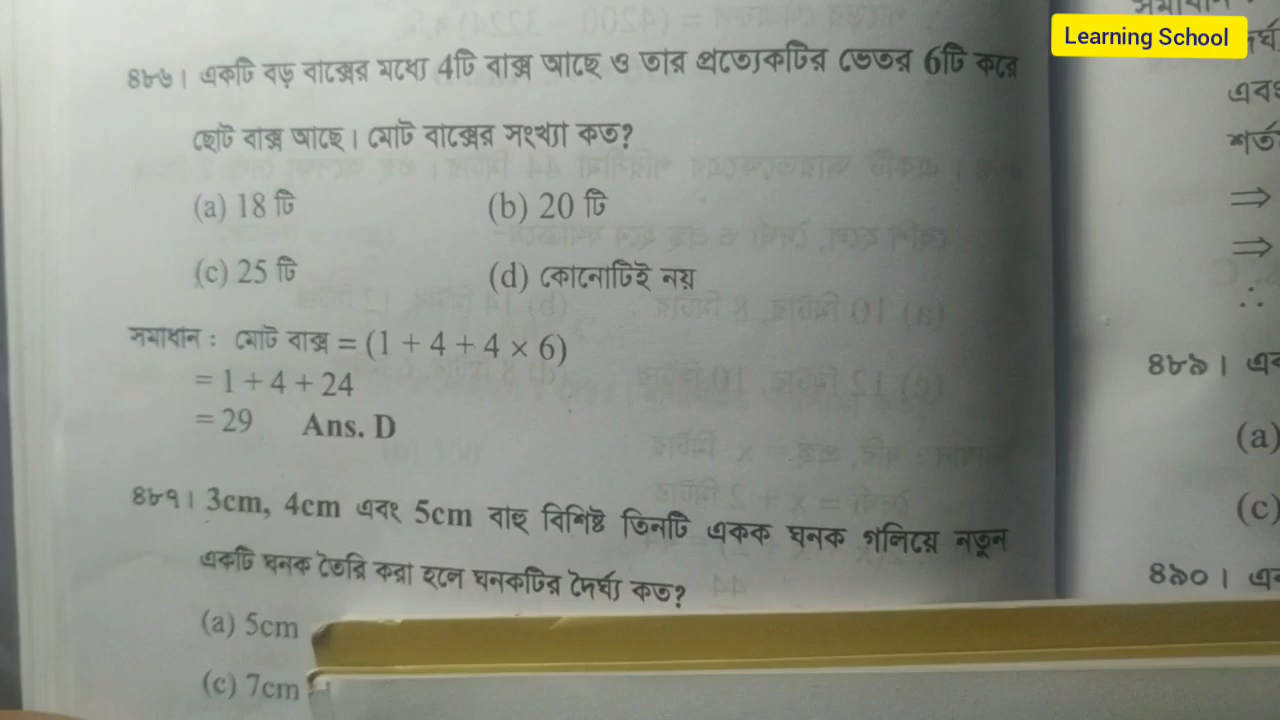 Learning School
৪৮৬। একটি বড় বাক্সের মধ্যে 4টি বাক্স আছে ও তার প্রত্যেকটির ভেতর 6টি করে
ছোট বাক্স আছে। মোট বাক্সের সংখ্যা কত?
(a) 18 টি (b) 20 টি
(c) 25 টি (d) কোনোটিই নয়
সমাধান : মোট বাক্স = (1 + 4 + 4 × 6)
= 1 + 4 + 24
= 29 Ans. D
৪৮৭। 3cm, 4cm এবং 5cm বাহু বিশিষ্ট তিনটি একক ঘনক গলিয়ে নতুন
একটি ঘনক তৈরি করা হলে ঘনকটির দৈর্ঘ্য কত?
(a) 5cm
(c) 7cm
শর্ত
⇒
⇒
∴
৪৮৯।
(a)
(c)
৪৯০।